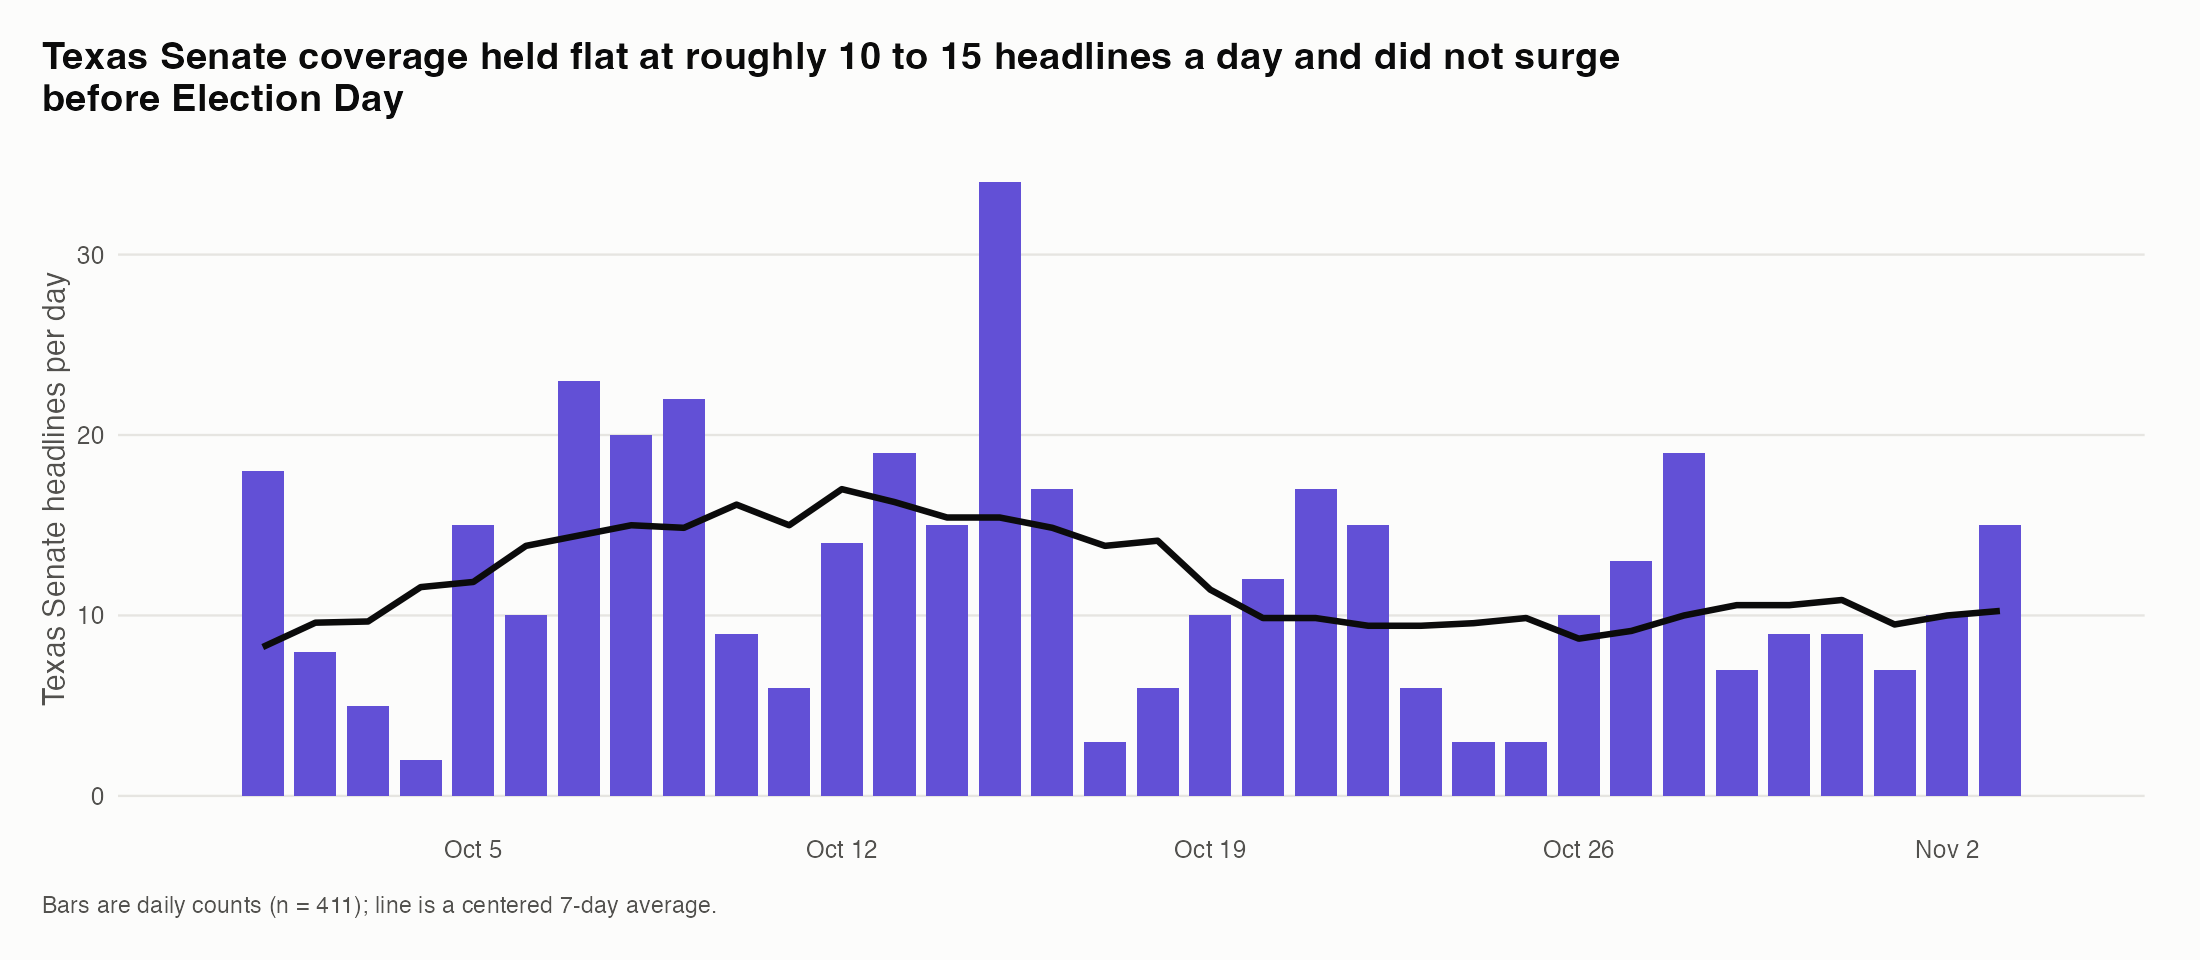 Texas Senate coverage held flat at roughly 10 to 15 headlines a day and did not surge
before Election Day
Texas Senate headlines per day
30
20
10
0
Oct 5
Oct 12
Oct 19
Oct 26
Nov 2
Bars are daily counts (n = 411); line is a centered 7-day average.